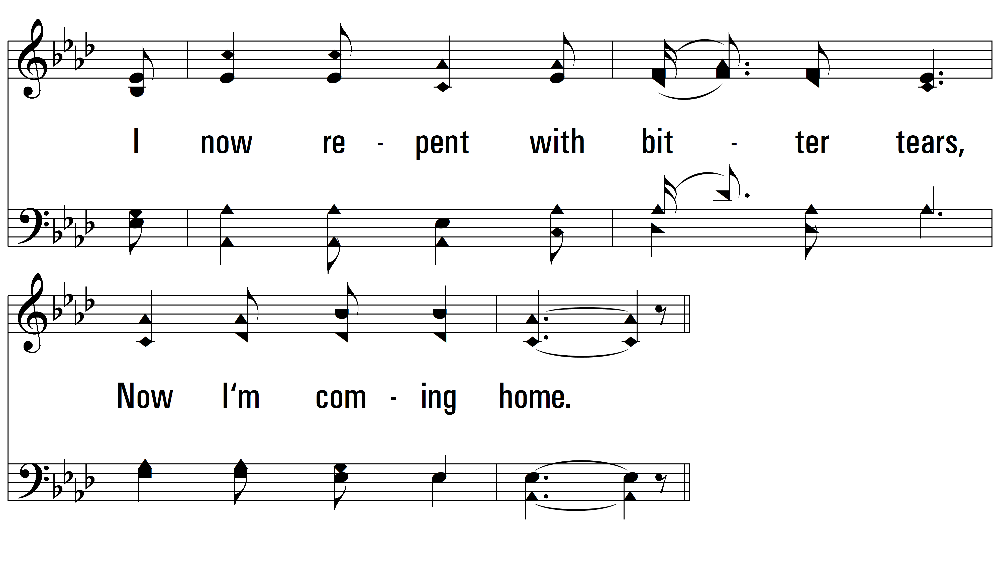 I now re - pent with bit - ter tears,
Now I‘m com - ing home.